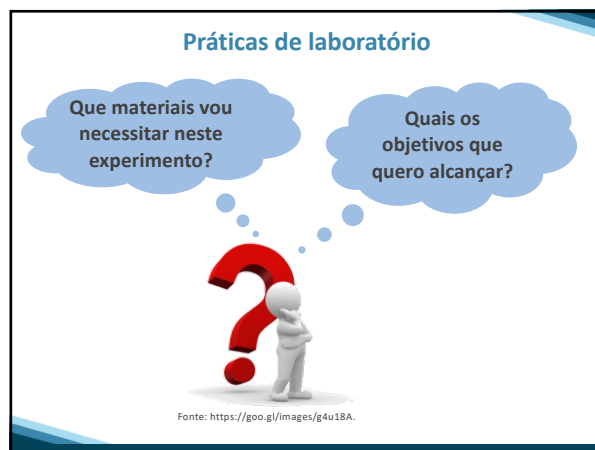 Práticas de laboratório
Que materiais vou
necessitar neste
experimento?
Quais os
objetivos que
quero alcançar?
Fonte: https://goo.gl/images/g4u18A.